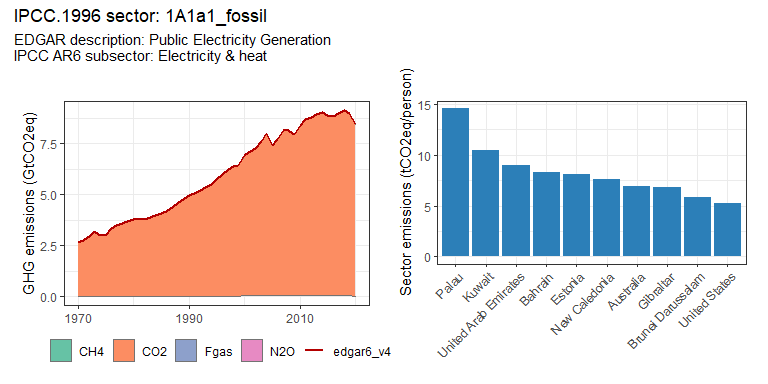 IPCC.1996 sector: 1A1a1_fossil
EDGAR description: Public Electricity Generation
IPCC AR6 subsector: Electricity & heat
GHG emissions (GtCO2eq)
7.5
5.0
2.5
0.0
1970
1990
2010
CH4
CO2
Fgas
N2O
edgar6_v4
Sector emissions (tCO2eq/person)
15
10
5
0
Palau
Kuwait
United Arab Emirates
Bahrain
Estonia
New Caledonia
Australia
Gibraltar
Brunei Darussalam
United States